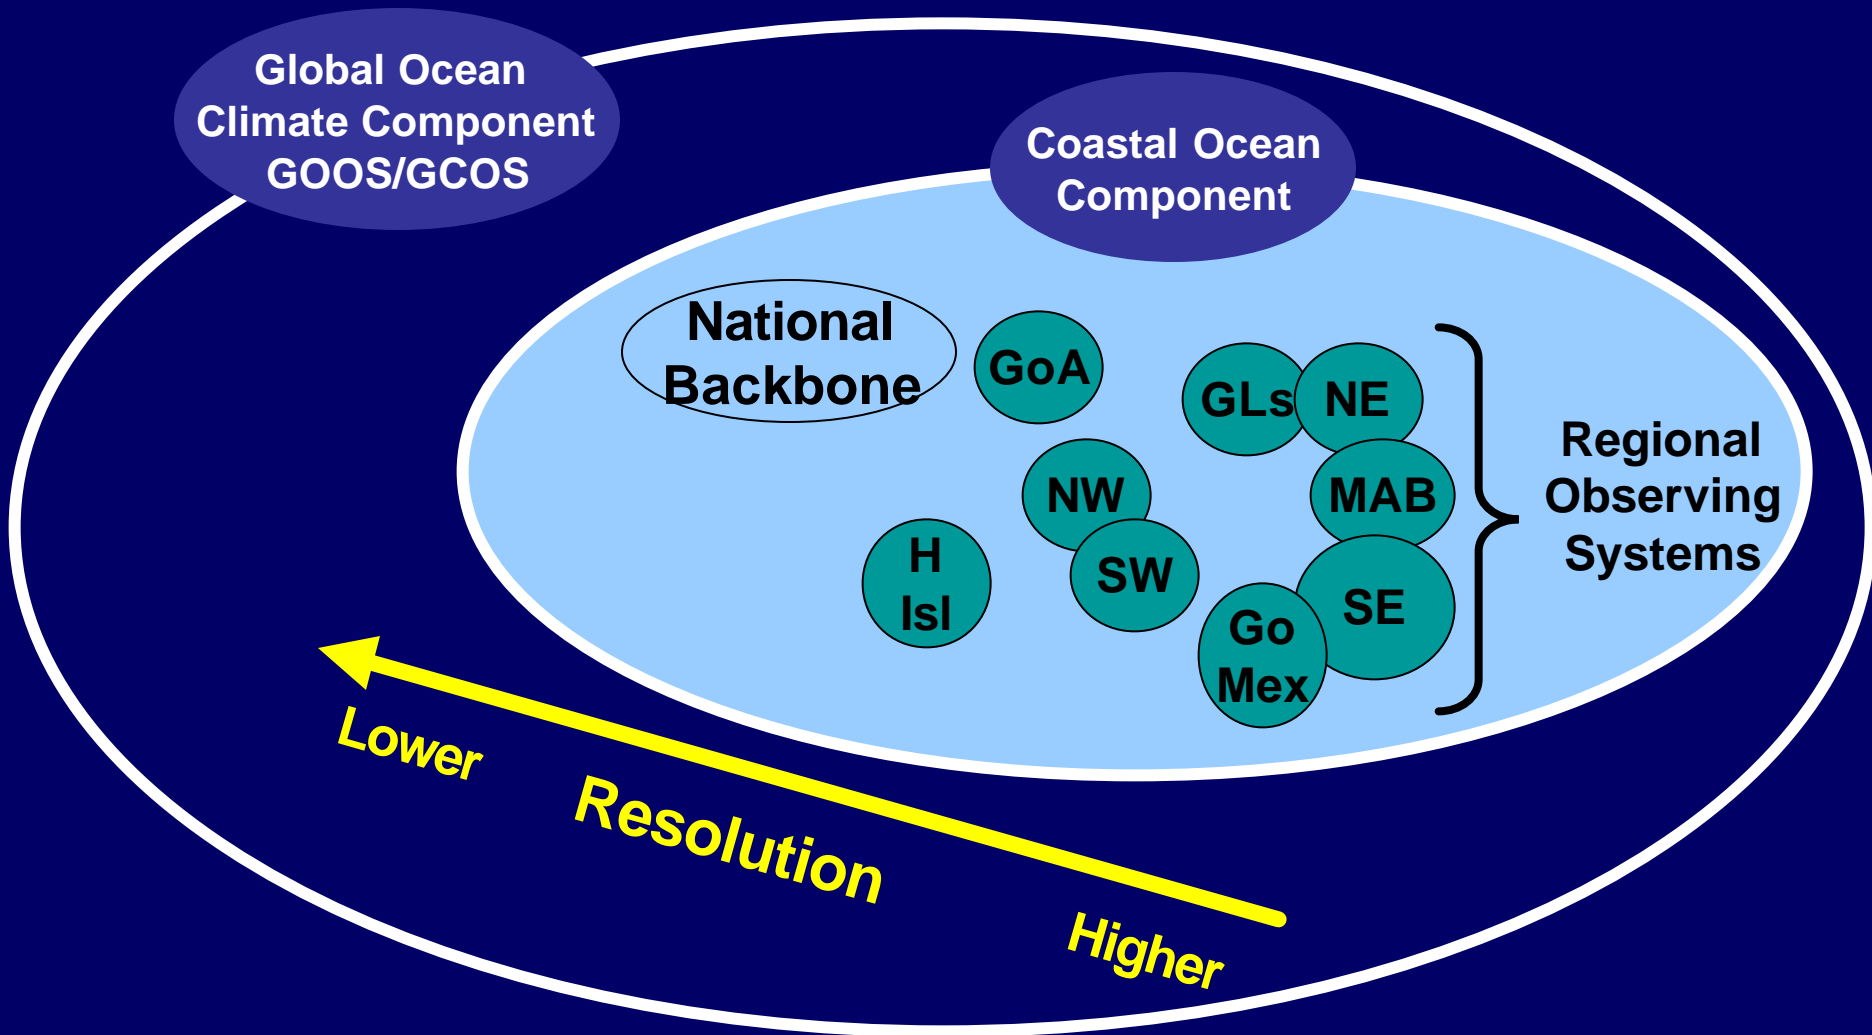 Global Ocean
Climate Component
GOOS/GCOS
Coastal Ocean
Component
National
Backbone
GoA
GLs
NE
NW
MAB
SW
H
Isl
SE
Go
Mex
Regional
Observing
Systems
Lower
Resolution
Higher